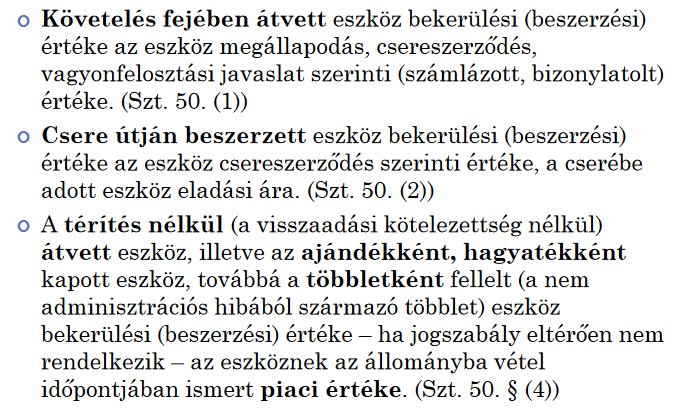 Követelés fejében átvett eszköz bekerülési (beszerzési)
értéke az eszköz megállapodás, csereszerződés,
vagyonfelosztási javaslat szerinti (számlázott, bizonylatolt)
értéke. (Szt. 50. (1))
Csere útján beszerzett eszköz bekerülési (beszerzési)
értéke az eszköz csereszerződés szerinti értéke, a cserébe
adott eszköz eladási ára. (Szt. 50. (2))
A térítés nélkül (a visszaadási kötelezettség nélkül)
átvett eszköz, illetve az ajándékként, hagyatékként
kapott eszköz, továbbá a többletként fellelt (a nem
adminisztrációs hibából származó többlet) eszköz
bekerülési (beszerzési) értéke – ha jogszabály eltérően nem
rendelkezik – az eszköznek az állományba vétel
időpontjában ismert piaci értéke. (Szt. 50. § (4))